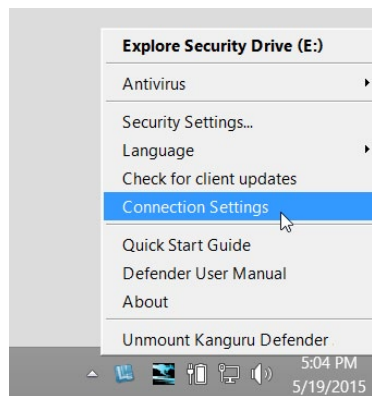 Explore Security Drive (E:)
Antivirus
Security Settings...
Language
Check for client updates
Connection Settings
Quick Start Guide
Defender User Manual
About
Unmount Kanguru Defender
5:04 PM
5/19/2015